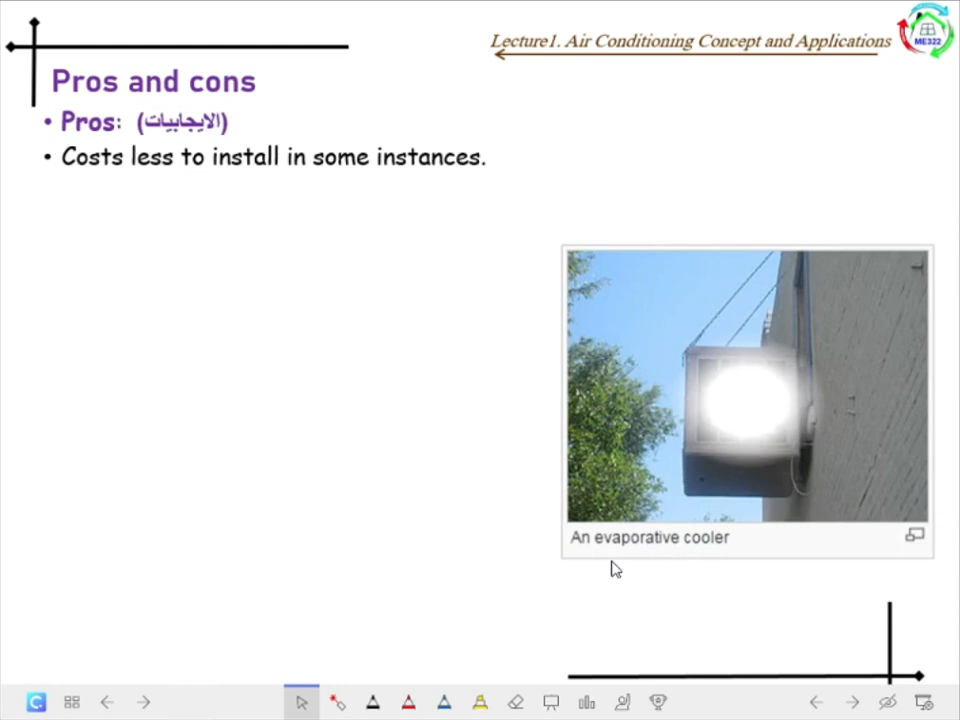 Lecture1. Air Conditioning Concept and Applications
ME322
Pros and cons
• Pros: (الايجابيات)
• Costs less to install in some instances.
An evaporative cooler